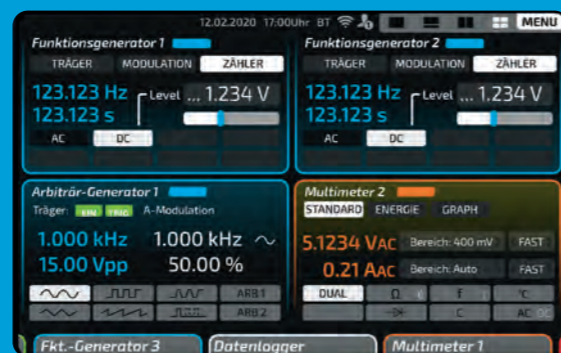 12.02.2020 17:00Uhr BT MENU
Funktionsgenerator 1
TRÄGER MODULATION ZÄHLER
123.123 Hz Level ... 1.234 V
123.123 s
AC DC
Funktionsgenerator 2
TRÄGER MODULATION ZÄHLER
123.123 Hz Level ... 1.234 V
123.123 s
AC DC
Arbiträr-Generator 1
Träger: EIN TRIG A-Modulation
1.000 kHz 1.000 kHz
15.00 Vpp 50.00 %
ARB 1
ARB 2
Multimeter 2
STANDARD ENERGIE GRAPH
5.1234 VAC Bereich: 400 mV FAST
0.21 AAC Bereich: Auto FAST
DUAL Ω f °C
C AC DC
Fkt.-Generator 3
Datenlogger
Multimeter 1